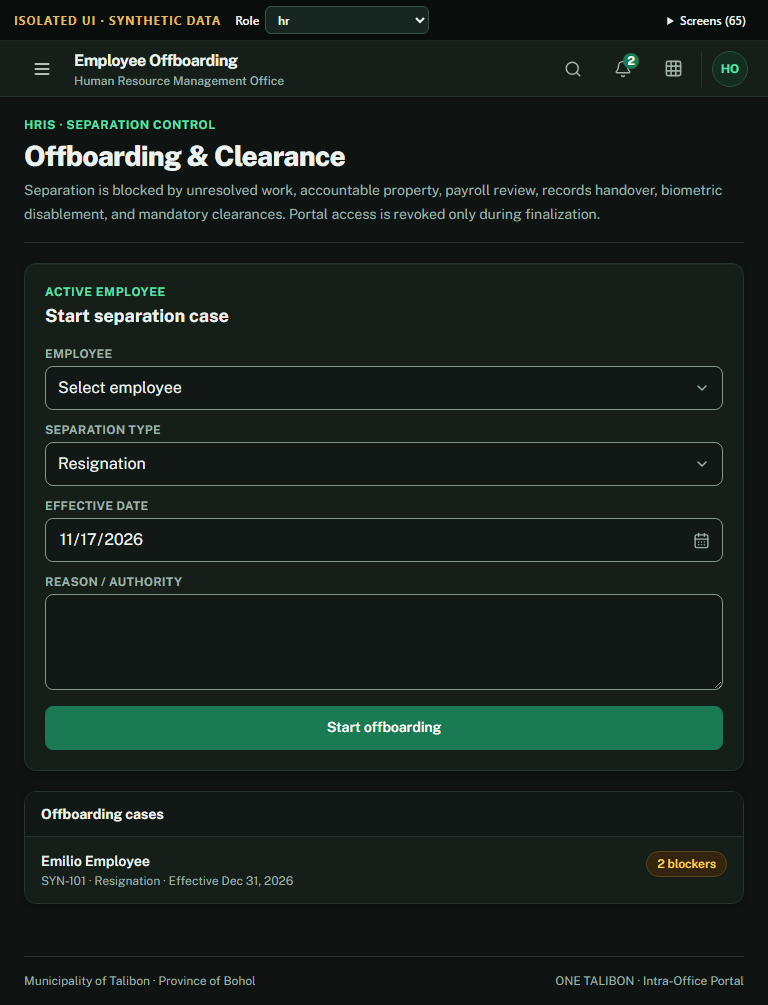 ISOLATED UI · SYNTHETIC DATA Role hr Screens (65)
Employee Offboarding
Human Resource Management Office
2
HO
HRIS · SEPARATION CONTROL
Offboarding & Clearance
Separation is blocked by unresolved work, accountable property, payroll review, records handover, biometric
disablement, and mandatory clearances. Portal access is revoked only during finalization.
ACTIVE EMPLOYEE
Start separation case
EMPLOYEE
Select employee
SEPARATION TYPE
Resignation
EFFECTIVE DATE
11/17/2026
REASON / AUTHORITY
Start offboarding
Offboarding cases
Emilio Employee
SYN-101 · Resignation · Effective Dec 31, 2026
2 blockers
Municipality of Talibon · Province of Bohol
ONE TALIBON · Intra-Office Portal